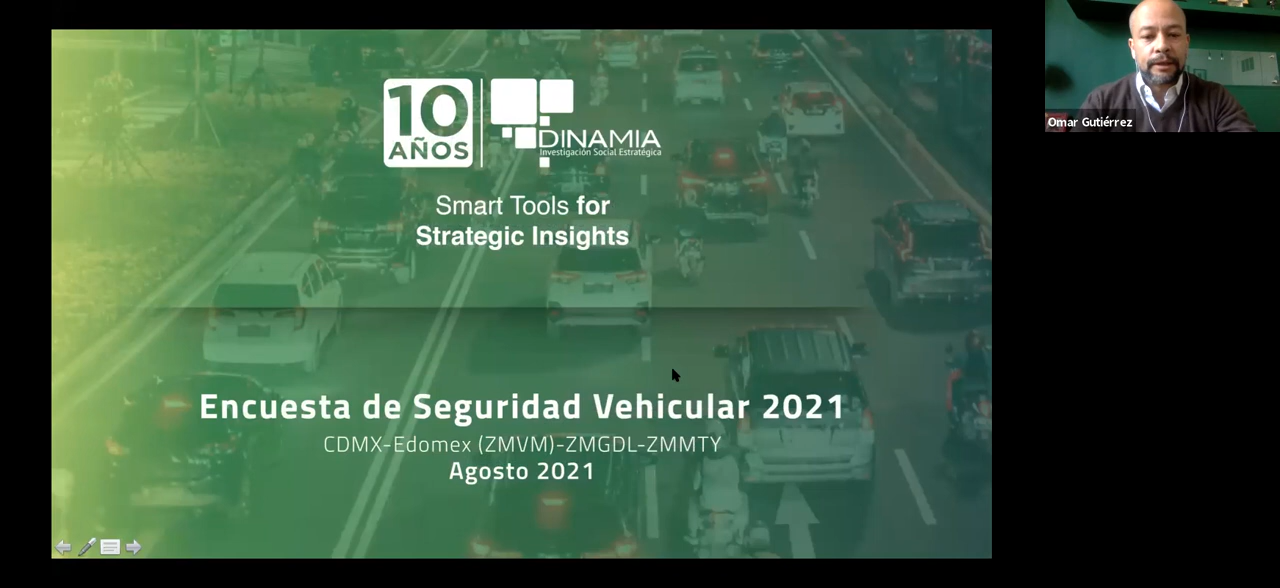 10
AÑOS
DINAMIA
Investigación Social Estratégica
Smart Tools for
Strategic Insights
Encuesta de Seguridad Vehicular 2021
CDMX-Edomex (ZMVM)-ZMGDL-ZMMTY
Agosto 2021
Omar Gutiérrez